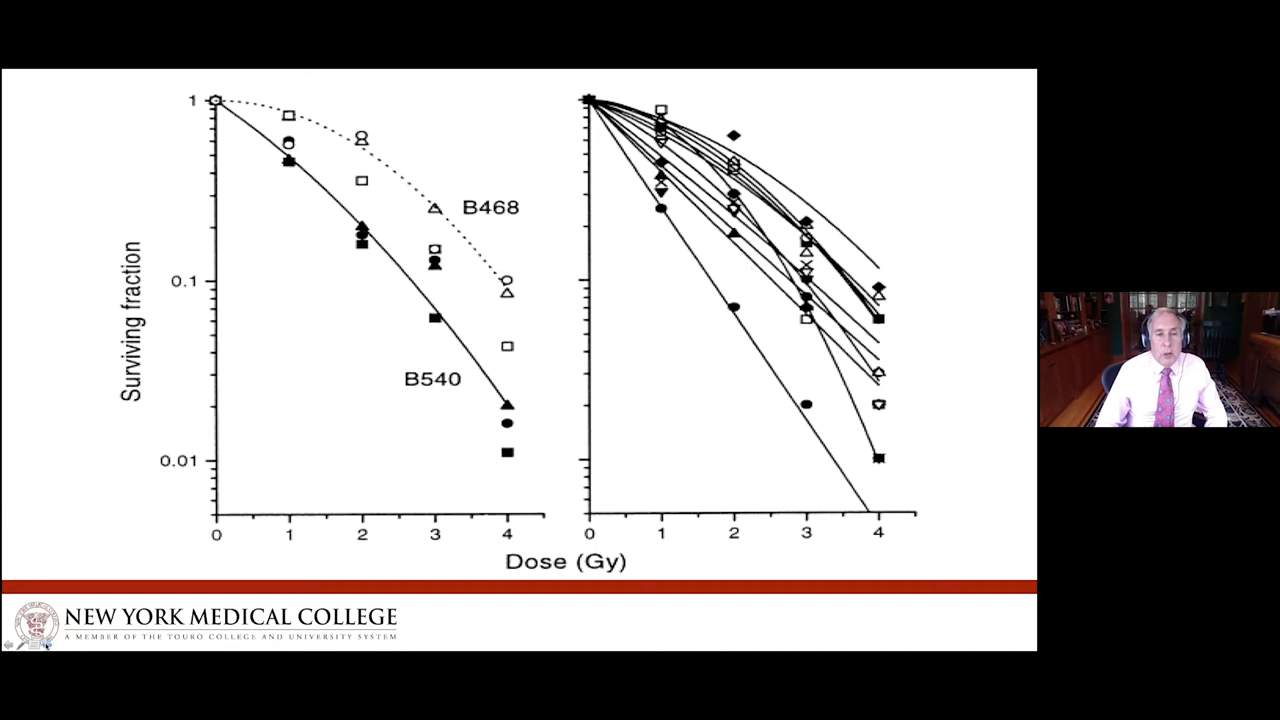 Surviving fraction
1
0.1
0.01
B468
B540
0 1 2 3 4
0 1 2 3 4
Dose (Gy)
NEW YORK MEDICAL COLLEGE
A MEMBER OF THE TOURO COLLEGE AND UNIVERSITY SYSTEM